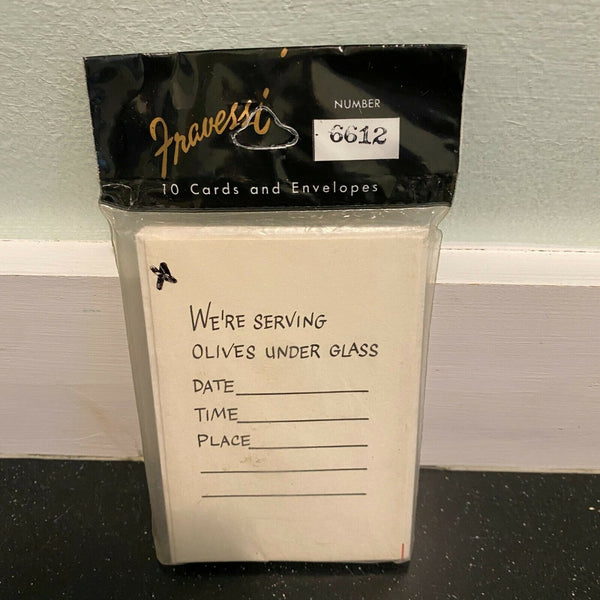 Fravessi
NUMBER
6612
10 Cards and Envelopes
WE'RE SERVING
OLIVES UNDER GLASS
DATE
TIME
PLACE